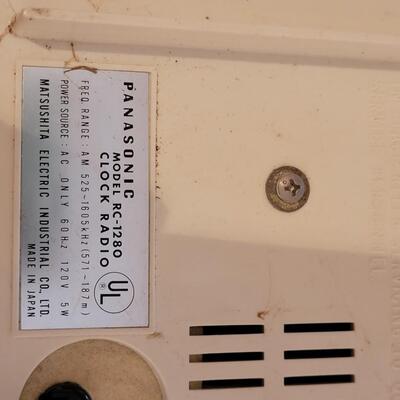 PANASONIC
MODEL RC-1280
CLOCK RADIO
UL
®
FREQ. RANGE : AM 525~1605kHz (571~187m)
POWER SOURCE : AC ONLY 60Hz 120V 5W
MATSUSHITA ELECTRIC INDUSTRIAL CO., LTD.
MADE IN JAPAN